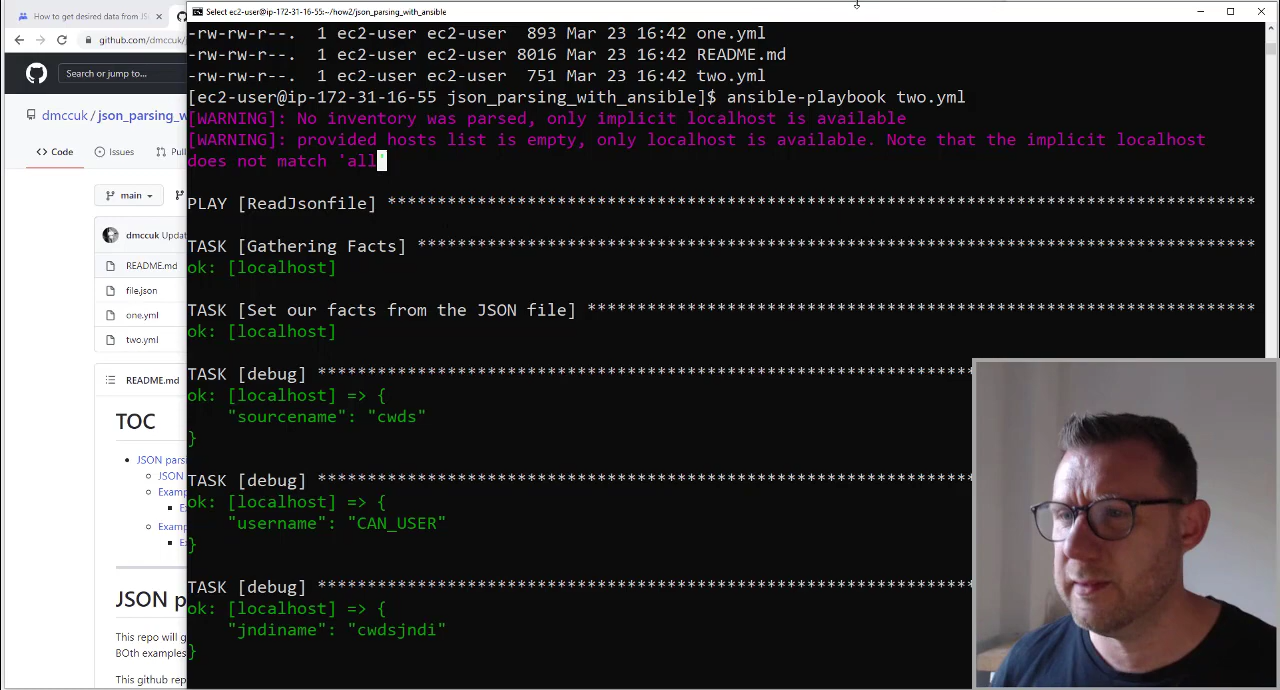 How to get desired data from JSon
Select ec2-user@ip-172-31-16-55:~/how2/json_parsing_with_ansible
github.com/dmccuk/
Search or jump to...
dmccuk / json_parsing_w
Code
Issues
Pull
main
dmccuk Updat
README.md
file.json
one.yml
two.yml
README.md
TOC
JSON pars
JSON
Examp
E
Examp
E
JSON p
This repo will g
BOth examples
This github rep
-rw-rw-r--. 1 ec2-user ec2-user 893 Mar 23 16:42 one.yml
-rw-rw-r--. 1 ec2-user ec2-user 8016 Mar 23 16:42 README.md
-rw-rw-r--. 1 ec2-user ec2-user 751 Mar 23 16:42 two.yml
[ec2-user@ip-172-31-16-55 json_parsing_with_ansible]$ ansible-playbook two.yml
[WARNING]: No inventory was parsed, only implicit localhost is available
[WARNING]: provided hosts list is empty, only localhost is available. Note that the implicit localhost
does not match 'all'
PLAY [ReadJsonfile] **************************************************************************************
TASK [Gathering Facts] ***********************************************************************************
ok: [localhost]
TASK [Set our facts from the JSON file] ******************************************************************
ok: [localhost]
TASK [debug] *****************************************************************
ok: [localhost] => {
"sourcename": "cwds"
}
TASK [debug] *****************************************************************
ok: [localhost] => {
"username": "CAN_USER"
}
TASK [debug] *****************************************************************
ok: [localhost] => {
"jndiname": "cwdsjndi"
}